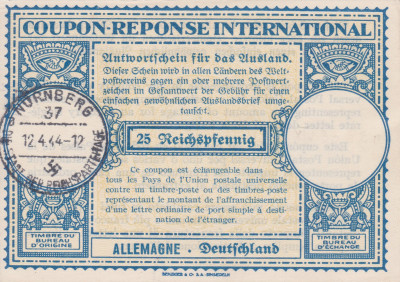 COUPON-REPONSE INTERNATIONAL
Antwortschein für das Ausland.
Dieser Schein wird in allen Ländern des Welt-
postvereins gegen ein oder mehrere Postwert-
zeichen im Gesamtwert der Gebühr für einen
einfachen gewöhnlichen Auslandsbrief umge-
tauscht.
NÜRNBERG
37
12.4.44-12
STADT DER REICHSPARTEITAGE
25 Reichspfennig
Ce coupon est échangeable dans
tous les Pays de l'Union postale universelle
contre un timbre-poste ou des timbres-poste
représentant le montant de l'affranchissement
d'une lettre ordinaire de port simple à desti-
nation de l'étranger.
TIMBRE DU
BUREAU
D'ORIGINE
ALLEMAGNE · Deutschland
TIMBRE DU
BUREAU
D'ÉCHANGE